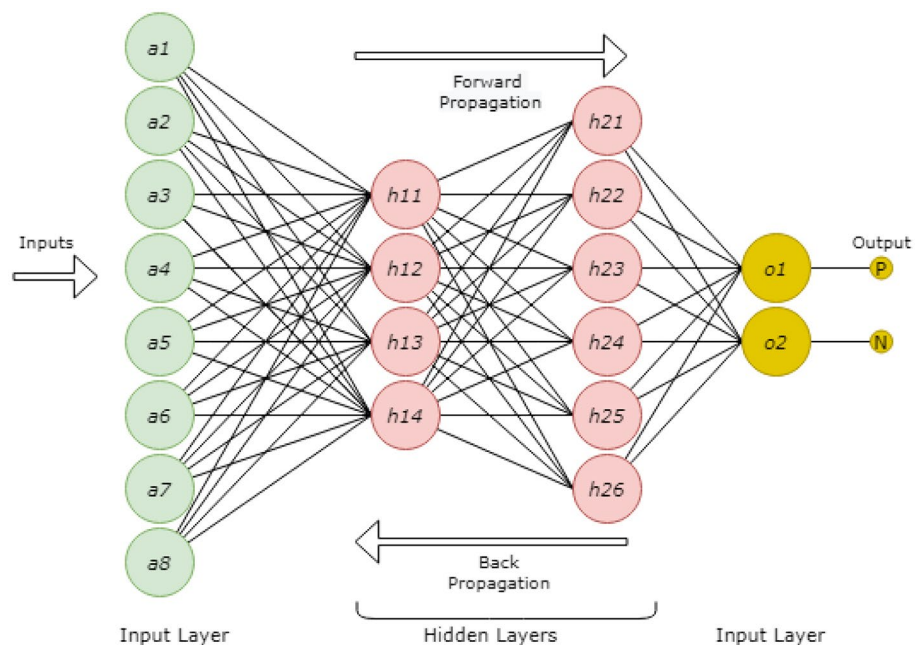 a1
a2
a3
a4
a5
a6
a7
a8
Inputs
Forward
Propagation
h11
h12
h13
h14
h21
h22
h23
h24
h25
h26
o1
o2
Output
P
N
Back
Propagation
Input Layer
Hidden Layers
Input Layer